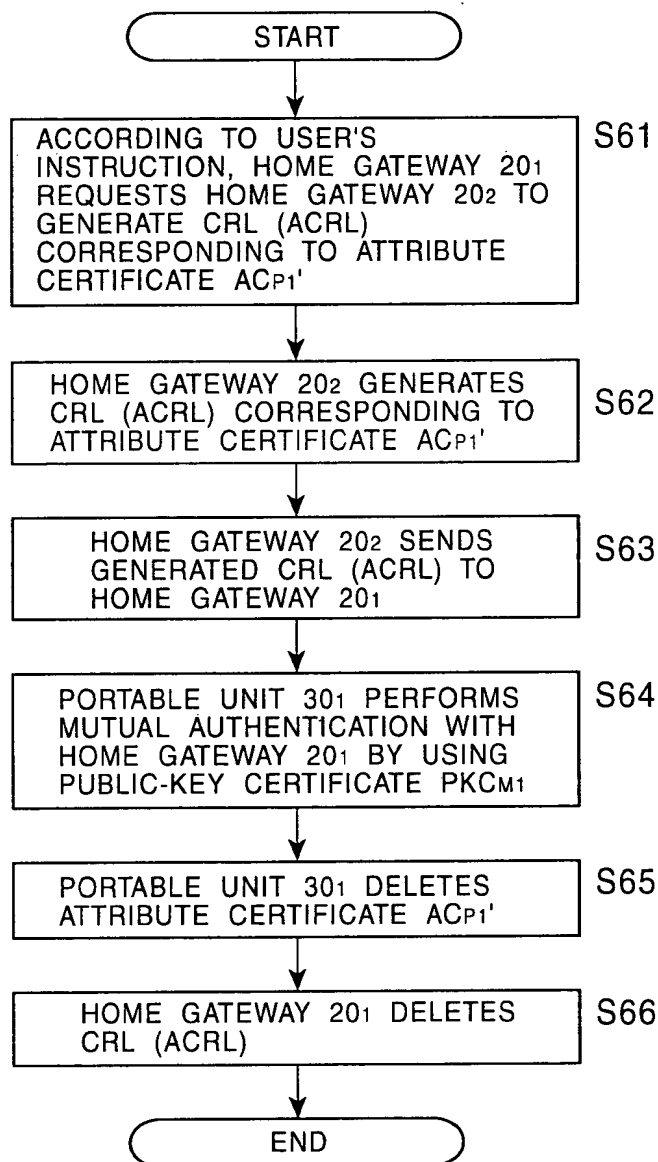 START
ACCORDING TO USER'S
INSTRUCTION, HOME GATEWAY 201
REQUESTS HOME GATEWAY 202 TO
GENERATE CRL (ACRL)
CORRESPONDING TO ATTRIBUTE
CERTIFICATE ACP1'
S61
HOME GATEWAY 202 GENERATES
CRL (ACRL) CORRESPONDING TO
ATTRIBUTE CERTIFICATE ACP1'
S62
HOME GATEWAY 202 SENDS
GENERATED CRL (ACRL) TO
HOME GATEWAY 201
S63
PORTABLE UNIT 301 PERFORMS
MUTUAL AUTHENTICATION WITH
HOME GATEWAY 201 BY USING
PUBLIC-KEY CERTIFICATE PKCM1
S64
PORTABLE UNIT 301 DELETES
ATTRIBUTE CERTIFICATE ACP1'
S65
HOME GATEWAY 201 DELETES
CRL (ACRL)
S66
END